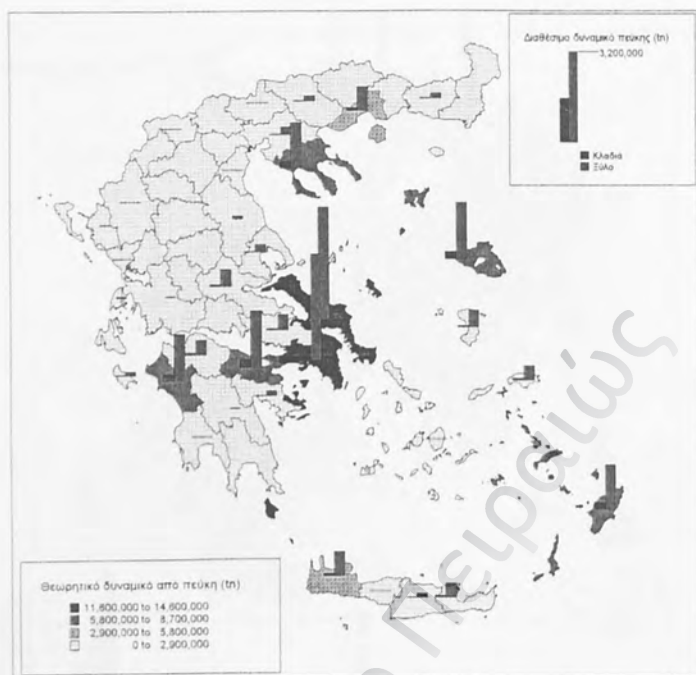 Διαθέσιμο δυναμικό πεύκης (tn)
3,200,000
Κλαδιά
Ξύλο
Θεωρητικό δυναμικό από πεύκη (tn)
11,600,000 to 14,600,000
5,800,000 to 8,700,000
2,900,000 to 5,800,000
0 to 2,900,000
Πειραιώς